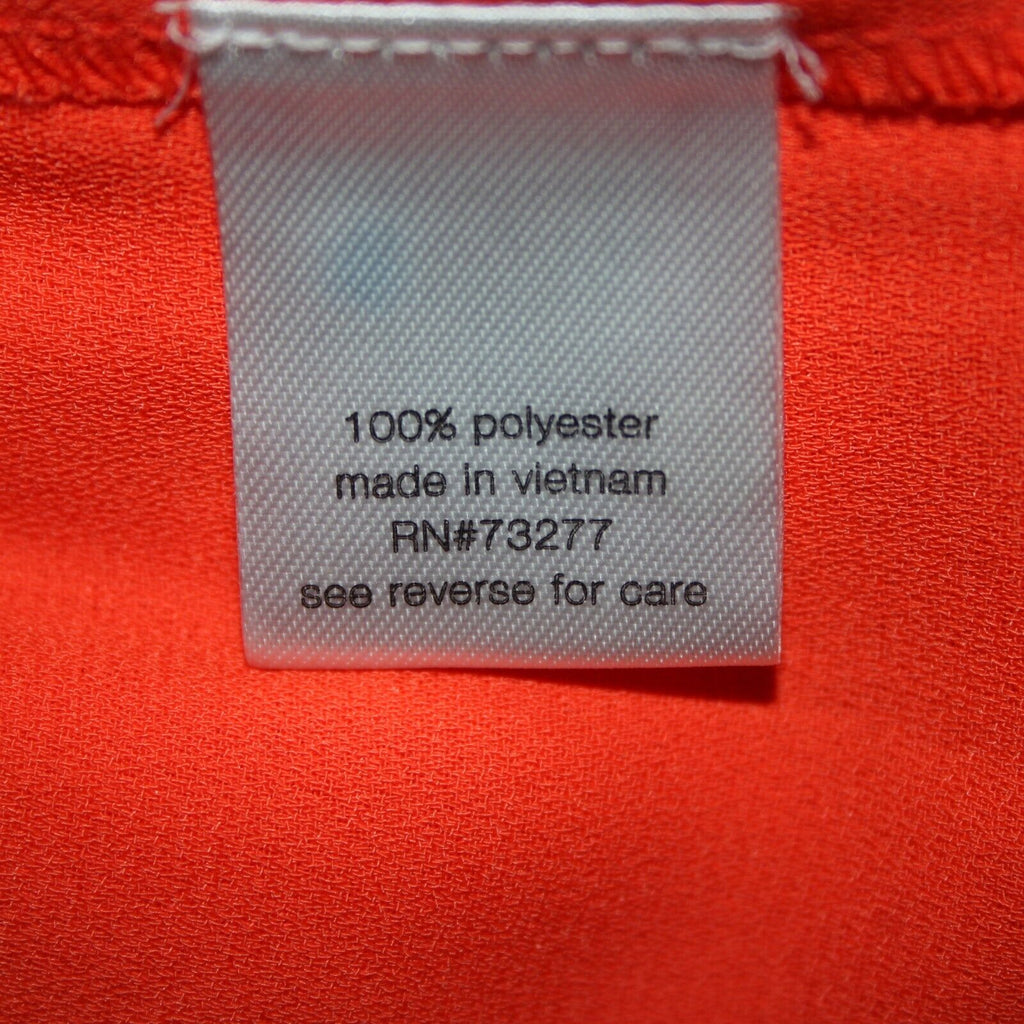 100% polyester
made in vietnam
RN#73277
see reverse for care